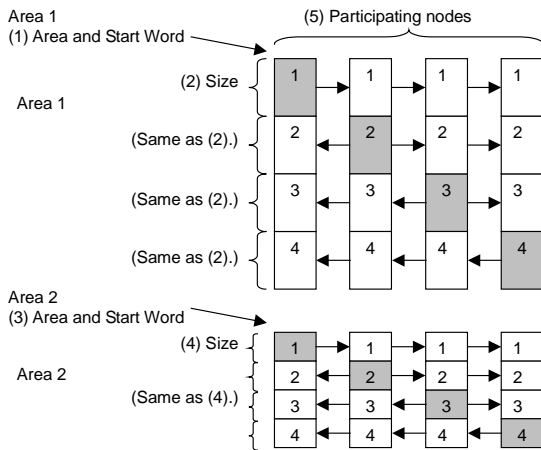 Area 1
(5) Participating nodes
(1) Area and Start Word
(2) Size
1 1 1 1
Area 1
(Same as (2).)
2 2 2 2
(Same as (2).)
3 3 3 3
(Same as (2).)
4 4 4 4
Area 2
(3) Area and Start Word
(4) Size
1 1 1 1
Area 2
2 2 2 2
(Same as (4).)
3 3 3 3
4 4 4 4